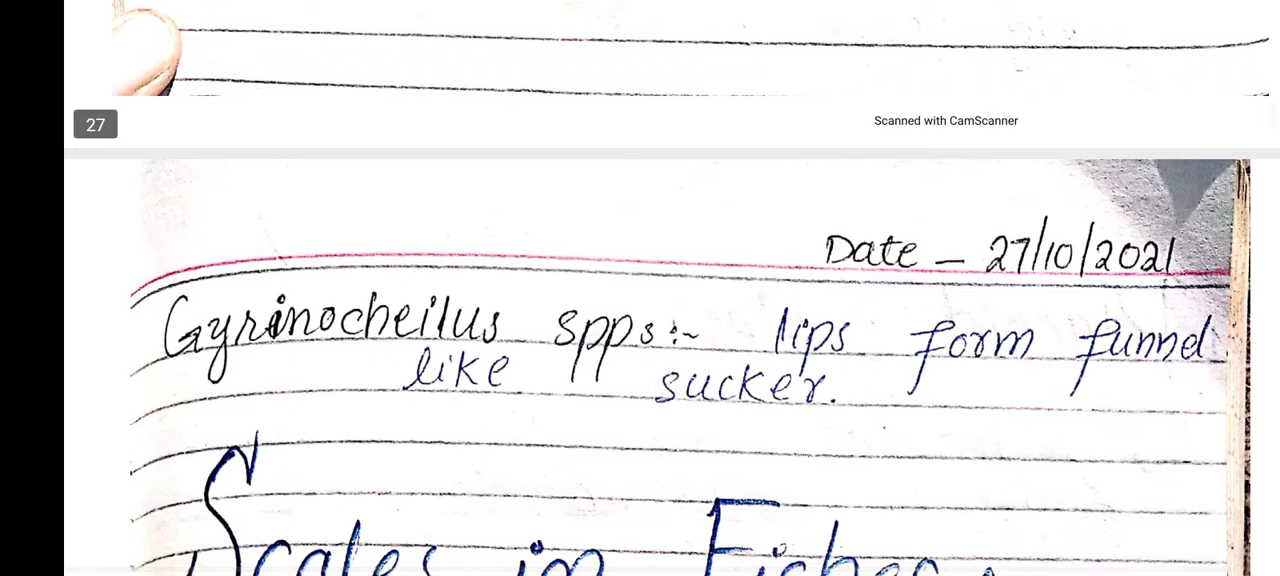 27
Scanned with CamScanner
Date - 27/10/2021
Gyrinocheilus spps:- lips form funnel
like sucker.
Scales in Fishes: